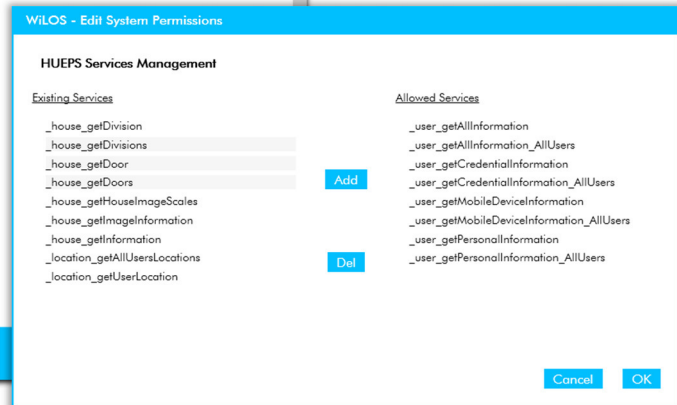 WiLOS - Edit System Permissions
HUEPS Services Management
Existing Services
_house_getDivision
_house_getDivisions
_house_getDoor
_house_getDoors
_house_getHouseImageScales
_house_getImageInformation
_house_getInformation
_location_getAllUsersLocations
_location_getUserLocation
Add
Del
Allowed Services
_user_getAllInformation
_user_getAllInformation_AllUsers
_user_getCredentialInformation
_user_getCredentialInformation_AllUsers
_user_getMobileDeviceInformation
_user_getMobileDeviceInformation_AllUsers
_user_getPersonalInformation
_user_getPersonalInformation_AllUsers
Cancel
OK